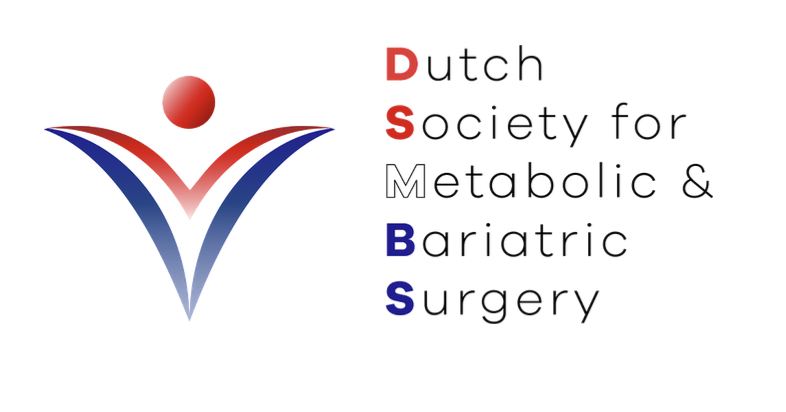 Dutch
Society for
Metabolic &
Bariatric
Surgery